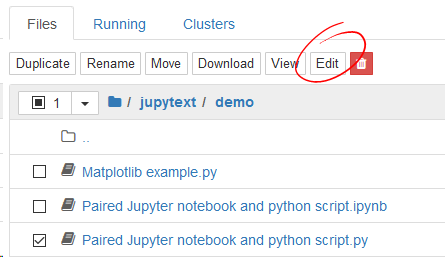 Files Running Clusters
Duplicate Rename Move Download View Edit
1 / jupytext / demo
..
Matplotlib example.py
Paired Jupyter notebook and python script.ipynb
Paired Jupyter notebook and python script.py